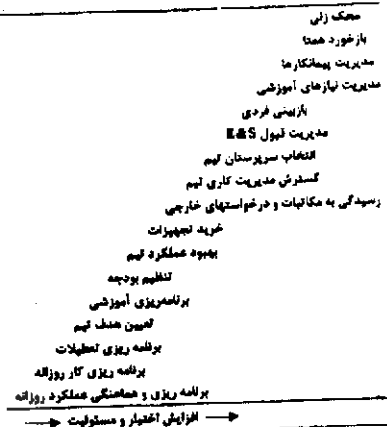 محک زنی
بازخورد همتا
مدیریت پیمانکارها
مدیریت نیازهای آموزشی
بازبینی فردی
مدیریت قبول E&S
انتخاب سرپرستان تیم
گسترش مدیریت کاری تیم
رسیدگی به مکاتبات و درخواستهای خارجی
خرید تجهیزات
بهبود عملکرد تیم
تنظیم بودجه
برنامه‌ریزی آموزشی
تعیین هدف تیم
برنامه ریزی تعطیلات
برنامه ریزی کار روزانه
برنامه ریزی و هماهنگی عملکرد روزانه
افزایش اختیار و مسئولیت